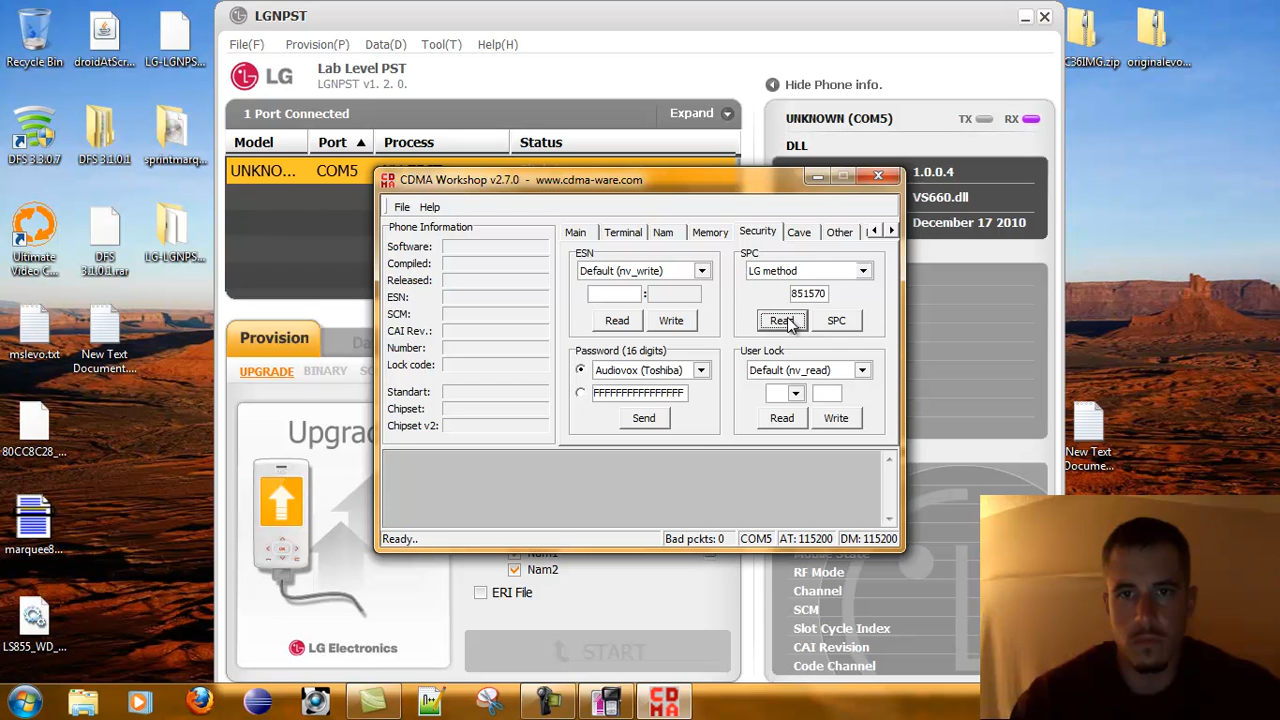 LGNPST
File(F) Provision(P) Data(D) Tool(T) Help(H)
LG
Lab Level PST
LGNPST v1. 2. 0.
Hide Phone info.
1 Port Connected
Expand
UNKNOWN (COM5)
TX
RX
Model Port Process Status
DLL
UNKNO... COM5
1.0.0.4
VS660.dll
December 17 2010
CDMA Workshop v2.7.0 - www.cdma-ware.com
File Help
Phone Information
Software:
Compiled:
Released:
ESN:
SCM:
CAI Rev.:
Number:
Lock code:
Standart:
Chipset:
Chipset v2:
Main Terminal Nam Memory Security Cave Other
ESN
Default (nv_write)
:
Read Write
SPC
LG method
851570
SPC
Password (16 digits)
Audiovox (Toshiba)
FFFFFFFFFFFFFFFF
Send
User Lock
Default (nv_read)
Read Write
Ready..
Bad pckts: 0 COM5 AT: 115200 DM: 115200
Provision
UPGRADE BINARY
LG Electronics
Nam2
ERI File
START
RF Mode
Channel
SCM
Slot Cycle Index
CAI Revision
Code Channel
Recycle Bin
droidAtScr...
LG-LGNPS...
DFS 3.3.0.7
DFS 3.1.0.1
sprintmarq...
Ultimate
Video C...
DFS
3.1.0.1.rar
LG-LGNPS...
mslevo.txt
New Text
Document...
80CC8C28_...
marquee8...
LS855_WD_...
C36IMG.zip
originalevo...
New Text
Docume...
CDMA